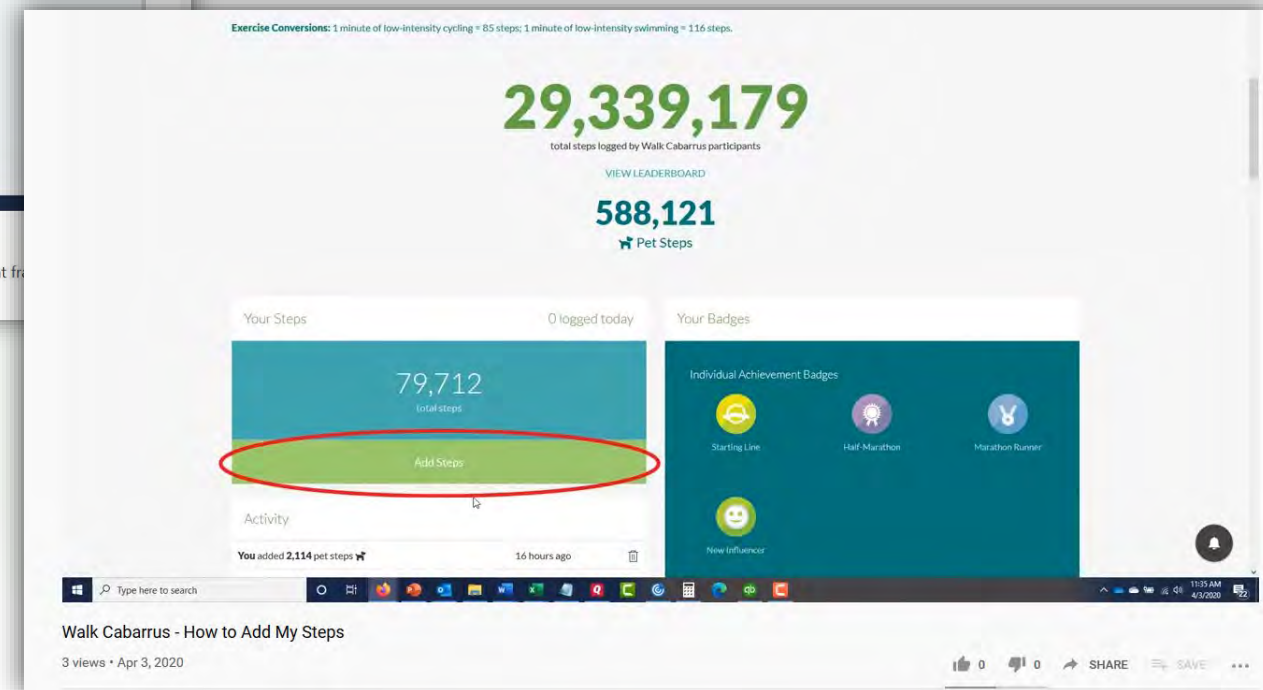 Exercise Conversions: 1 minute of low-intensity cycling = 85 steps; 1 minute of low-intensity swimming = 116 steps.
29,339,179
total steps logged by Walk Cabarrus participants
VIEW LEADERBOARD
588,121
Pet Steps
Your Steps
0 logged today
79,712
total steps
Add Steps
Activity
You added 2,114 pet steps
16 hours ago
Your Badges
Individual Achievement Badges
Starting Line
Half-Marathon
Marathon Runner
New Influencer
Type here to search
11:35 AM
4/3/2020
22
Walk Cabarrus - How to Add My Steps
3 views • Apr 3, 2020
0
0
SHARE
SAVE